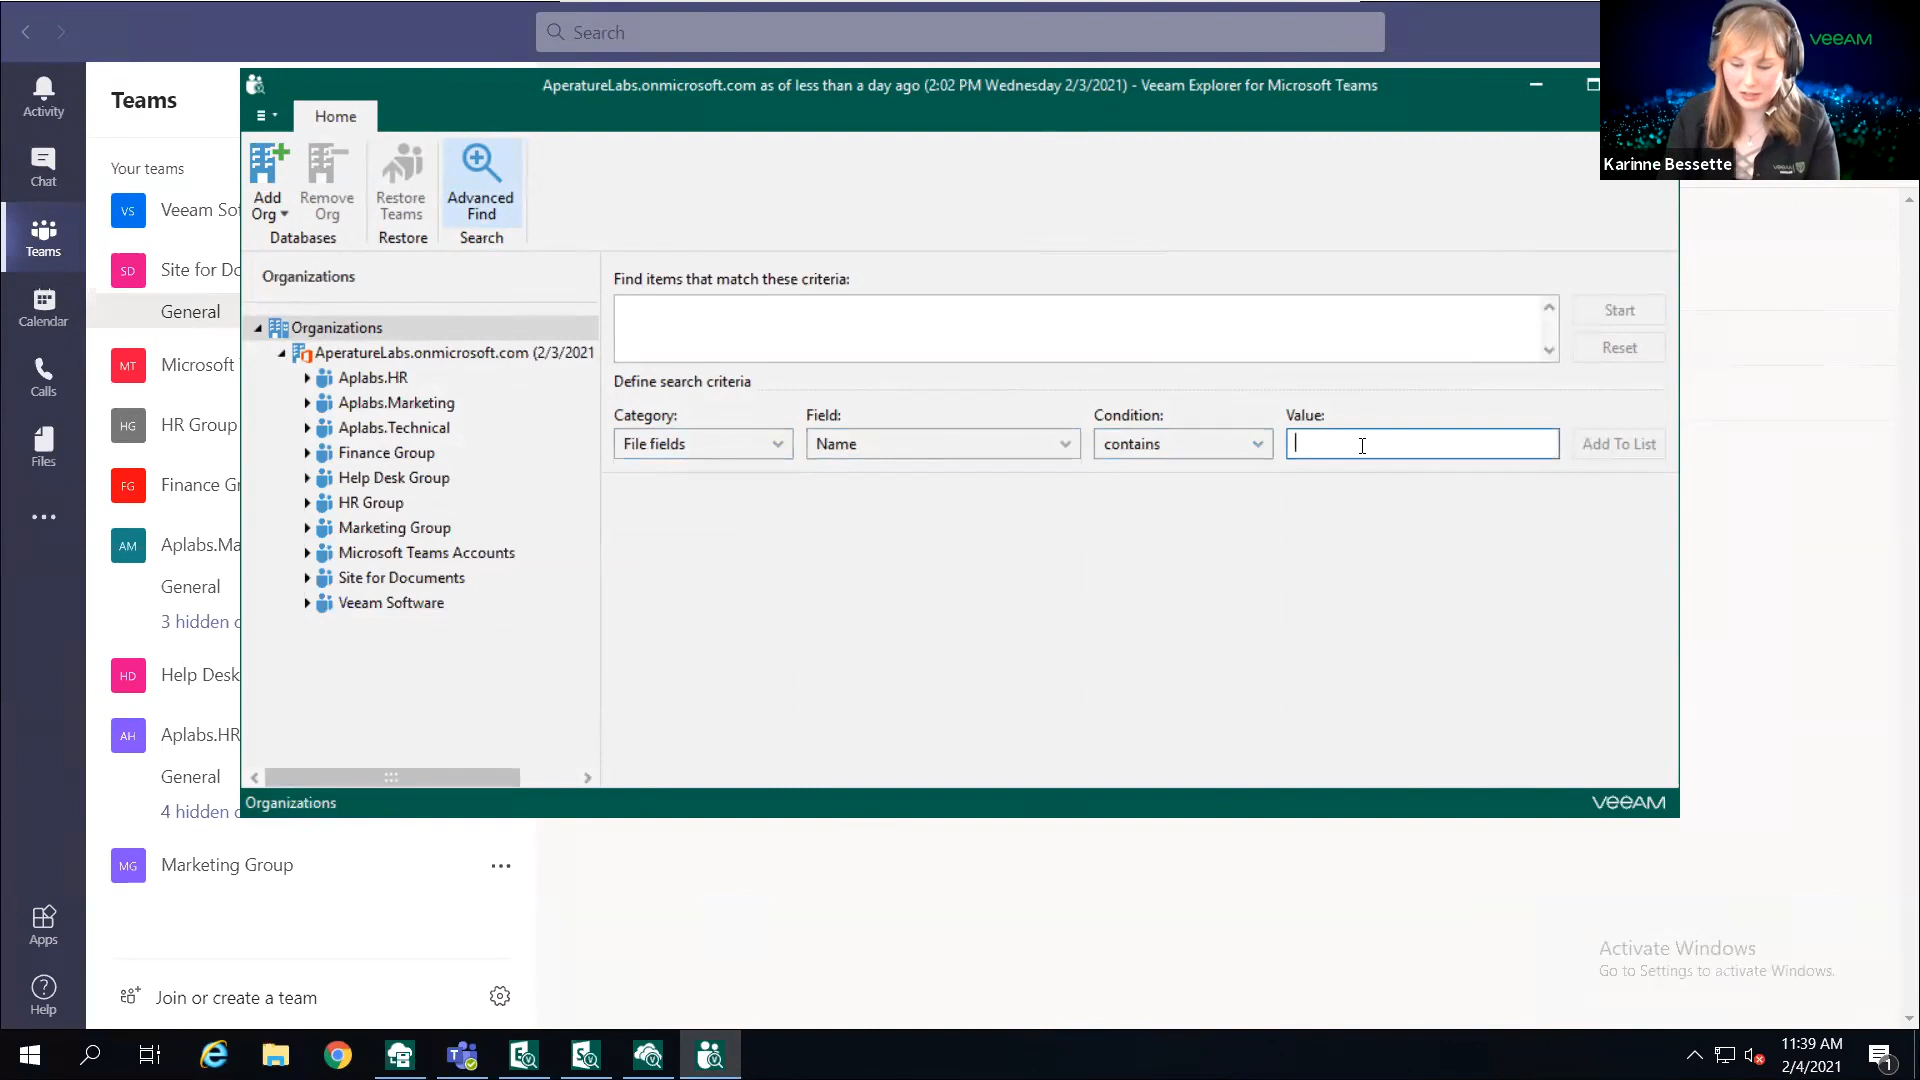 Search
VeeAM
Karinne Bessette
Activity
Chat
Teams
Calendar
Calls
Files
Apps
Help
Teams
Your teams
VS Veeam Sof
SD Site for Do
General
MT Microsoft
HG HR Group
FG Finance Gr
AM Aplabs.Ma
General
3 hidden c
HD Help Desk
AH Aplabs.HR
General
4 hidden c
MG Marketing Group
Join or create a team
AperatureLabs.onmicrosoft.com as of less than a day ago (2:02 PM Wednesday 2/3/2021) - Veeam Explorer for Microsoft Teams
Home
Add Org
Remove Org
Restore Teams
Advanced Find
Databases
Restore
Search
Organizations
Organizations
AperatureLabs.onmicrosoft.com (2/3/2021
Aplabs.HR
Aplabs.Marketing
Aplabs.Technical
Finance Group
Help Desk Group
HR Group
Marketing Group
Microsoft Teams Accounts
Site for Documents
Veeam Software
Find items that match these criteria:
Start
Reset
Define search criteria
Category: Field: Condition: Value:
File fields Name contains Add To List
Organizations
VeeAM
Activate Windows
Go to Settings to activate Windows.
11:39 AM
2/4/2021
1